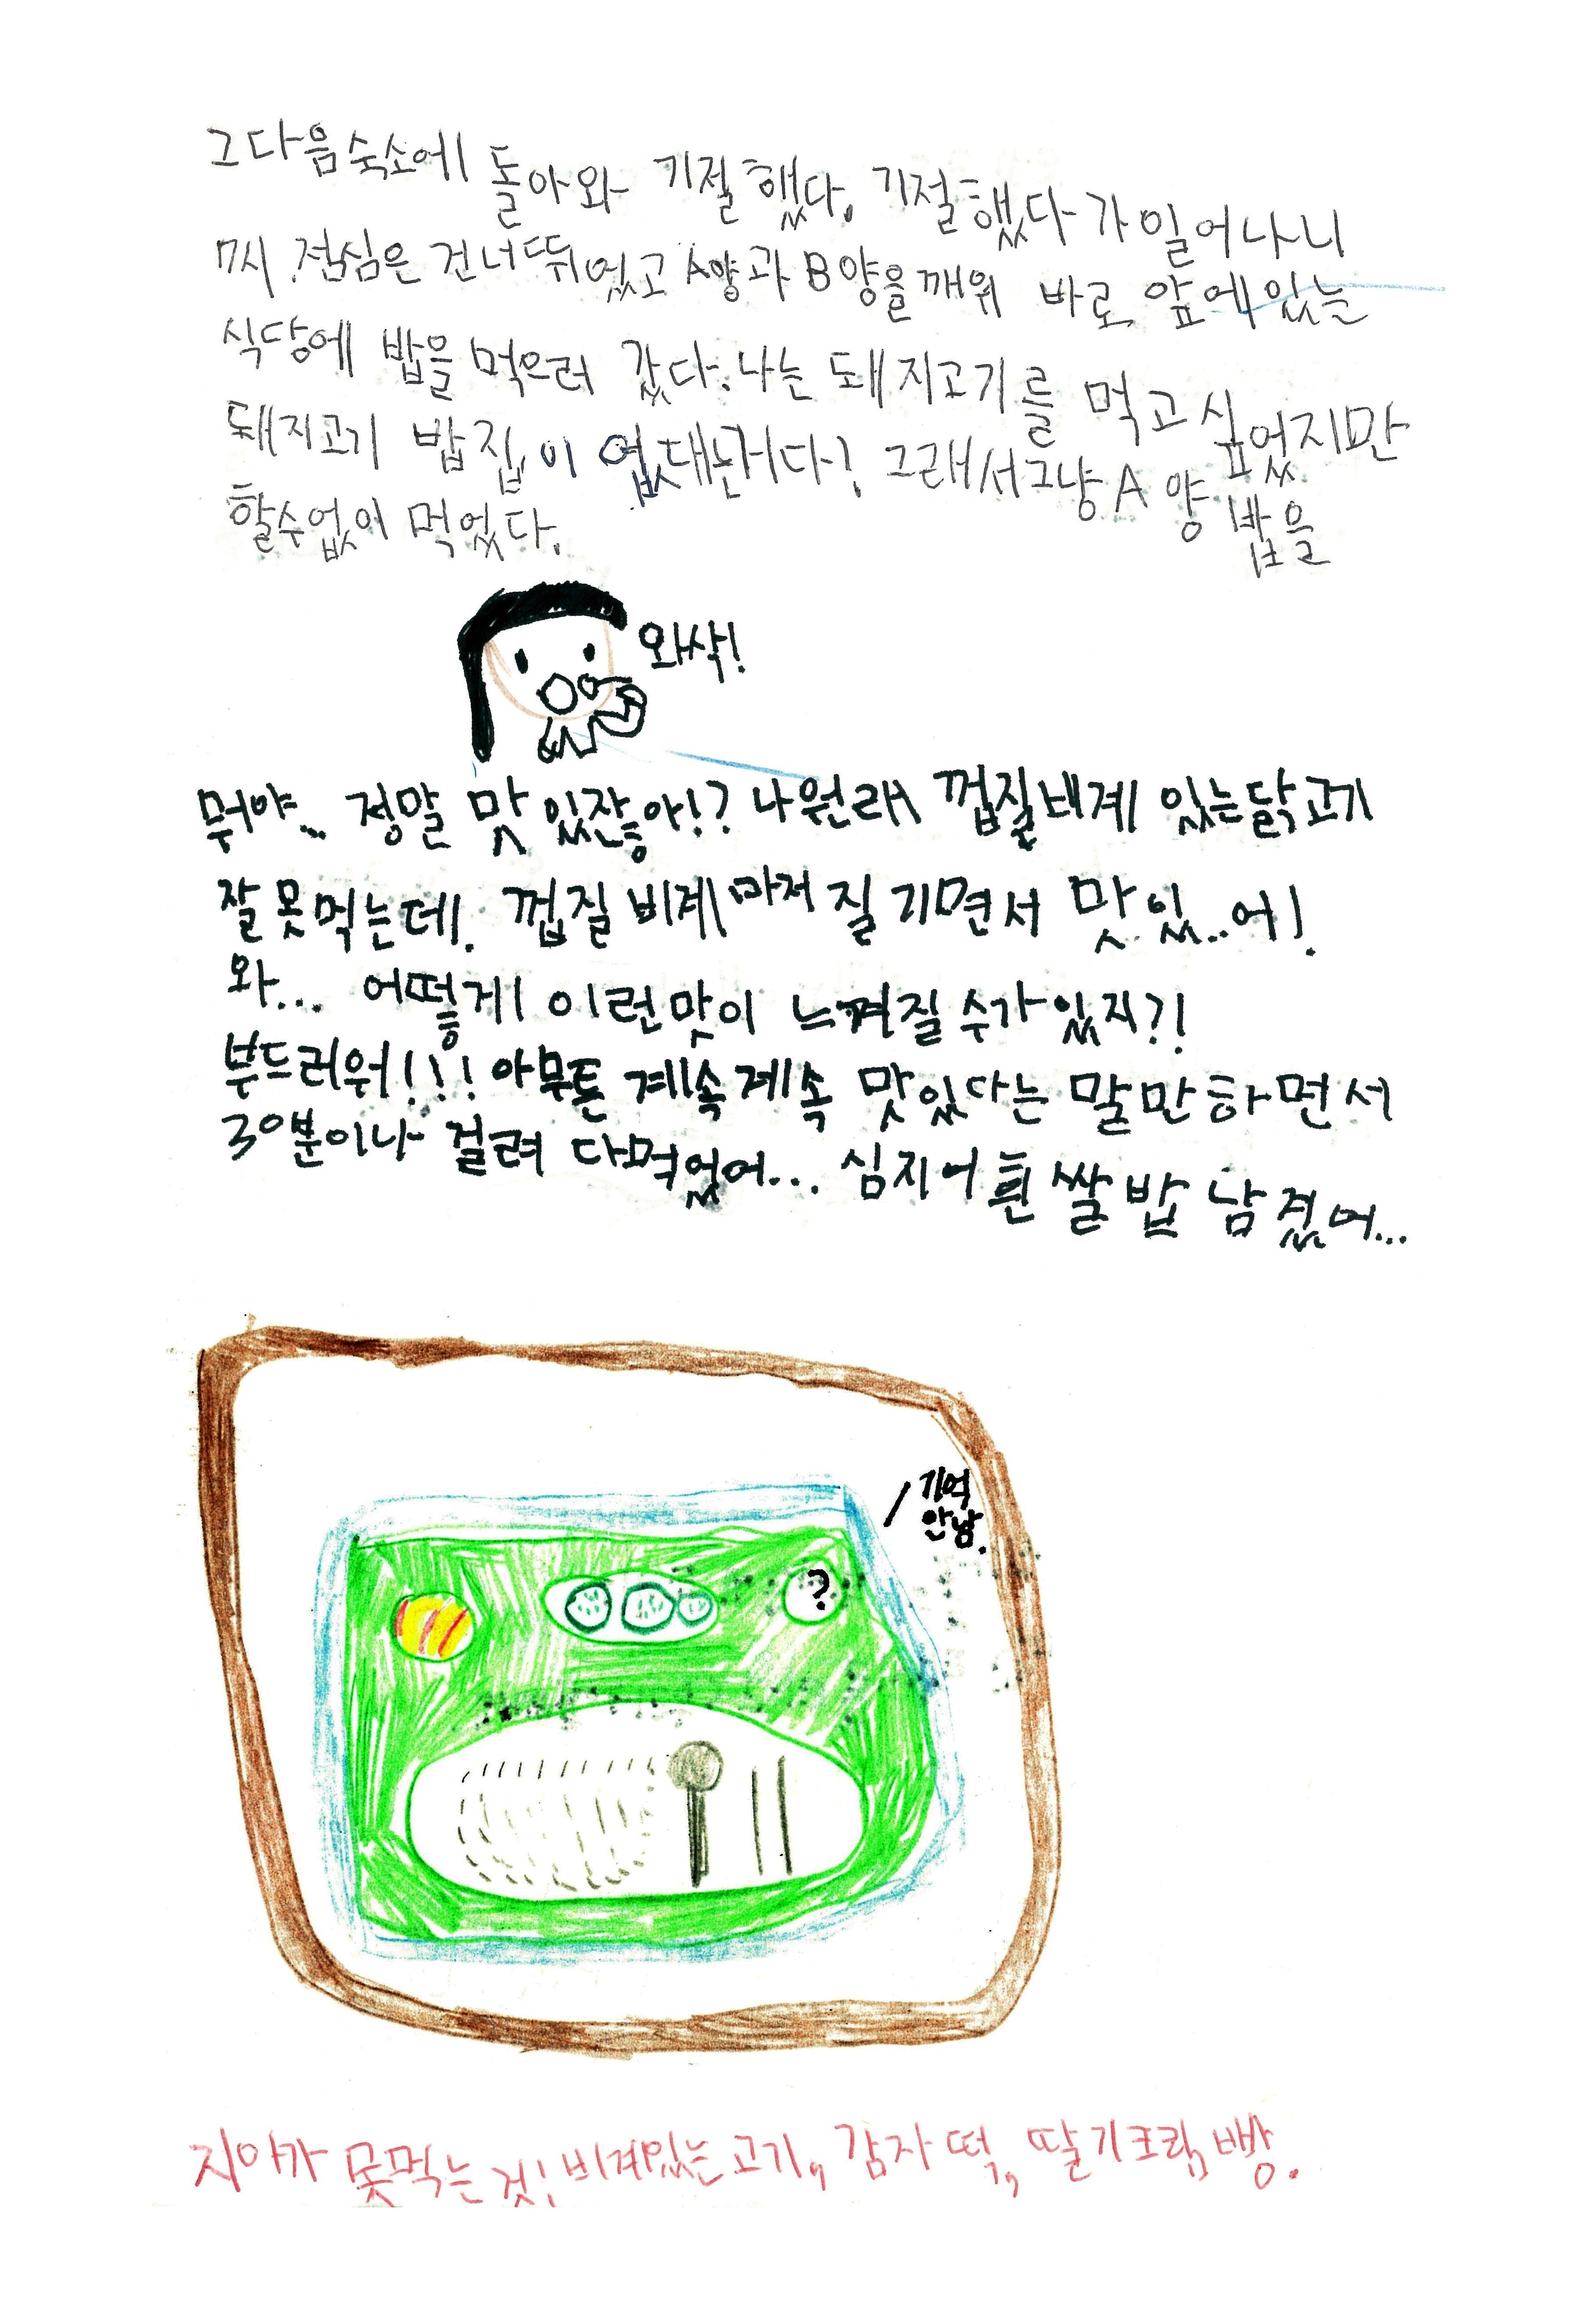 그다음숙소에 돌아와 기절했다. 기절했다가일어나니
7시. 점심은 건너뛰었고 A양과 B양을깨워 바로 앞에있는
식당에 밥을 먹으러 갔다. 나는 돼지고기를 먹고싶었지만
돼지고기 밥집이 없대는거다?. 그래서그냥 A양 밥을
할수없이 먹었다.
와삭!
뭐야... 정말 맛있잖아!? 나원래 껍질비계 있는닭고기
잘못먹는데. 껍질비계마저 질기면서 맛있..어!.
와... 어떻게 이런맛이 느껴질수가있지?!
부드러워!!! 아무튼 계속계속 맛있다는 말만하면서
30분이나 걸려 다먹었어... 심지어 흰쌀밥 남겼어...
기억
안남.
?
지아가 못먹는것! 비계있는고기, 감자떡, 딸기크림빵.